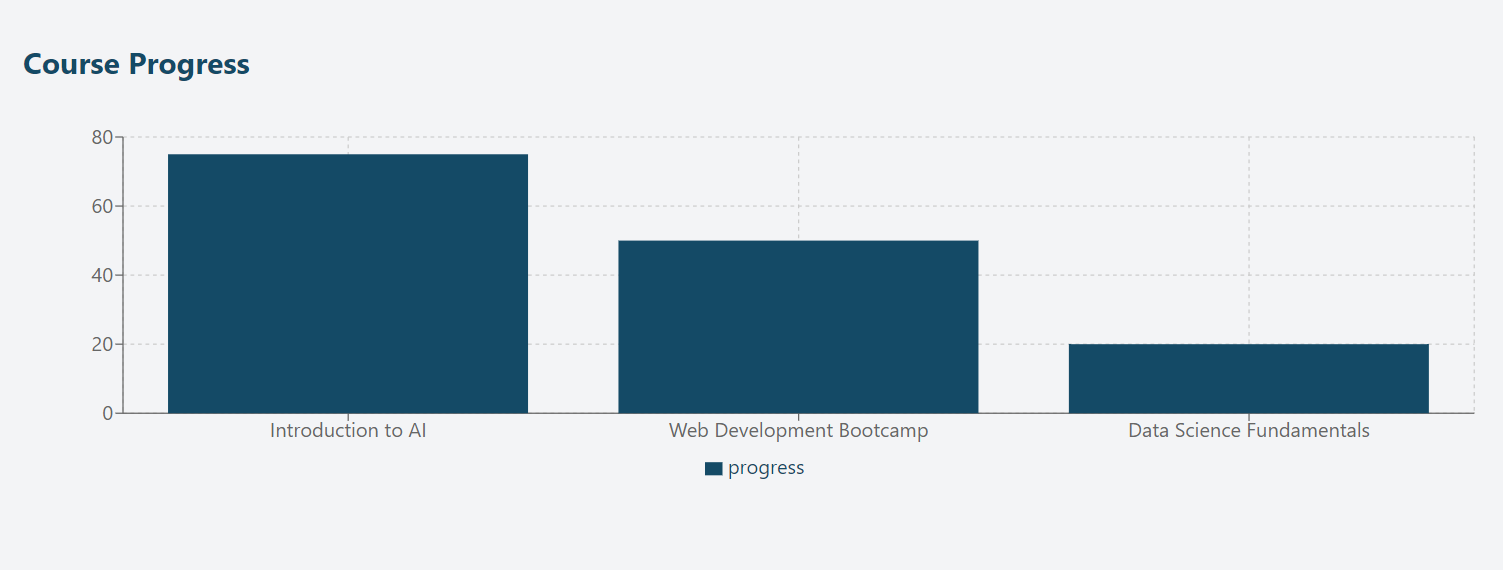 Course Progress
80
60
40
20
0
Introduction to AI
Web Development Bootcamp
Data Science Fundamentals
progress